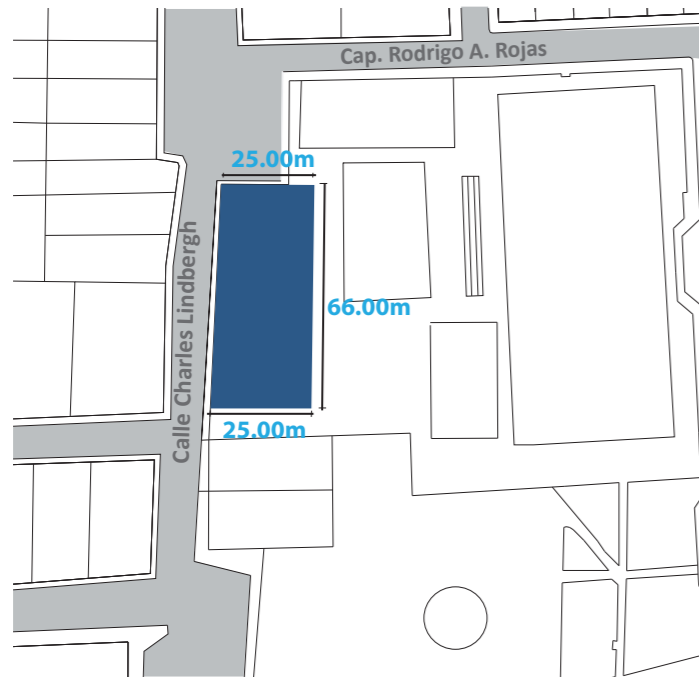 Cap. Rodrigo A. Rojas
25.00m
Calle Charles Lindbergh
66.00m
25.00m